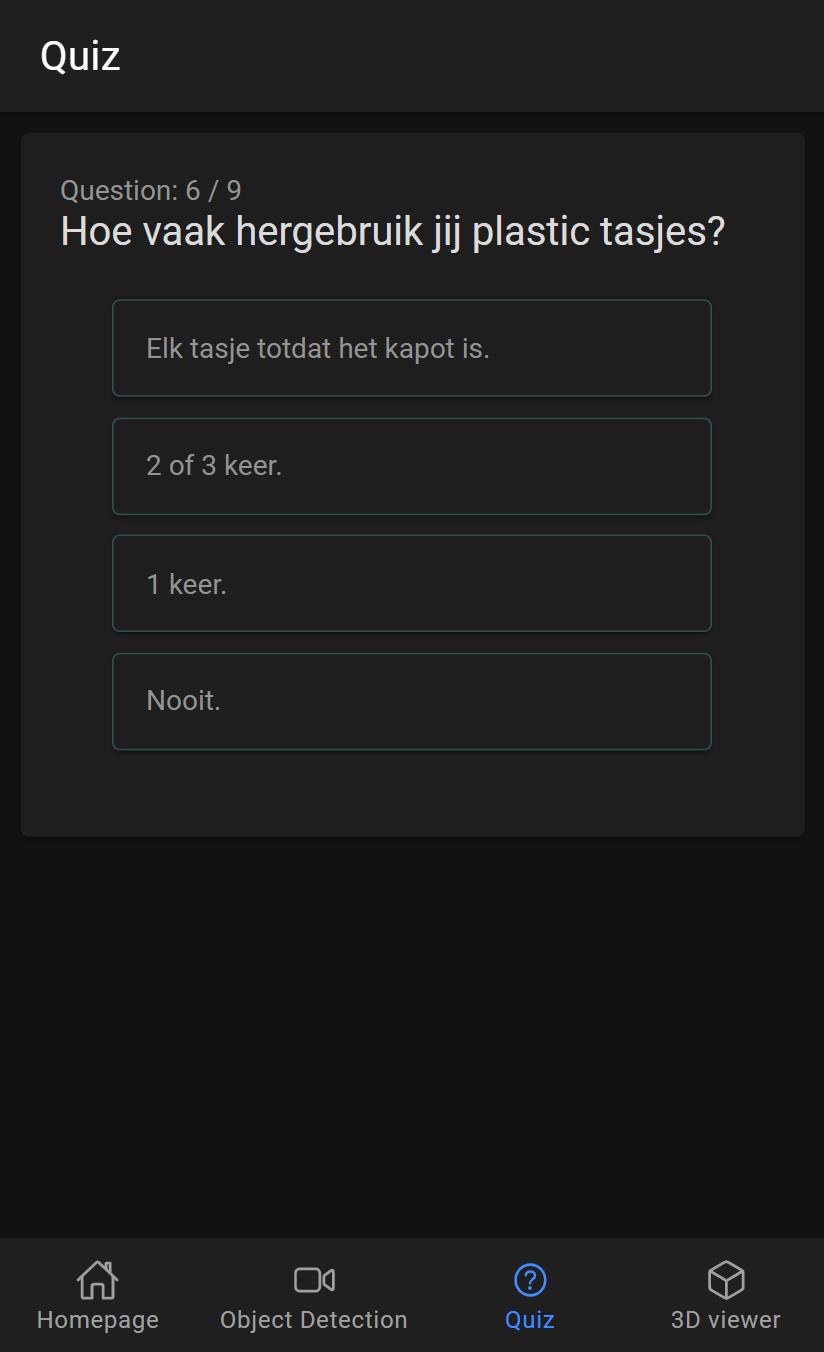 Quiz
Question: 6 / 9
Hoe vaak hergebruik jij plastic tasjes?
Elk tasje totdat het kapot is.
2 of 3 keer.
1 keer.
Nooit.
Homepage
Object Detection
Quiz
3D viewer